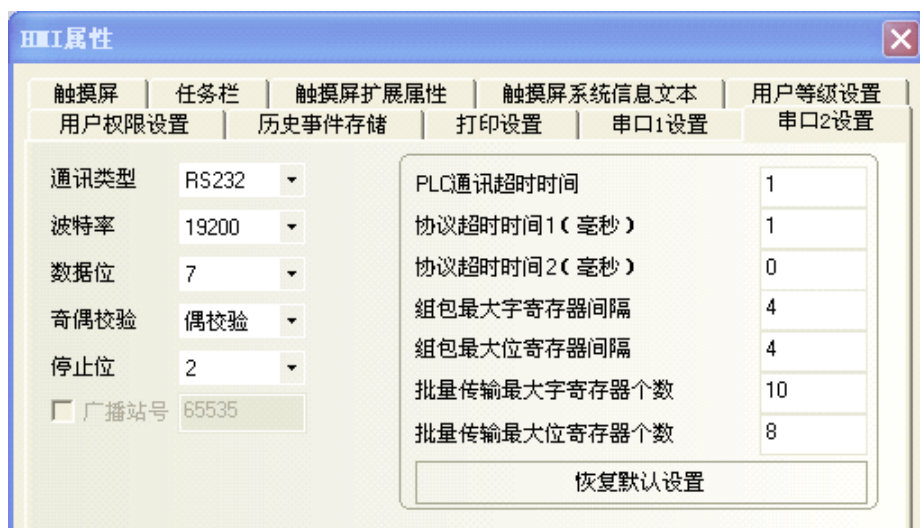 HMI属性
触摸屏 任务栏 触摸屏扩展属性 触摸屏系统信息文本 用户等级设置
用户权限设置 历史事件存储 打印设置 串口1设置 串口2设置
通讯类型 RS232
波特率 19200
数据位 7
奇偶校验 偶校验
停止位 2
广播站号 65535
PLC通讯超时时间 1
协议超时时间1(毫秒) 1
协议超时时间2(毫秒) 0
组包最大字寄存器间隔 4
组包最大位寄存器间隔 4
批量传输最大字寄存器个数 10
批量传输最大位寄存器个数 8
恢复默认设置